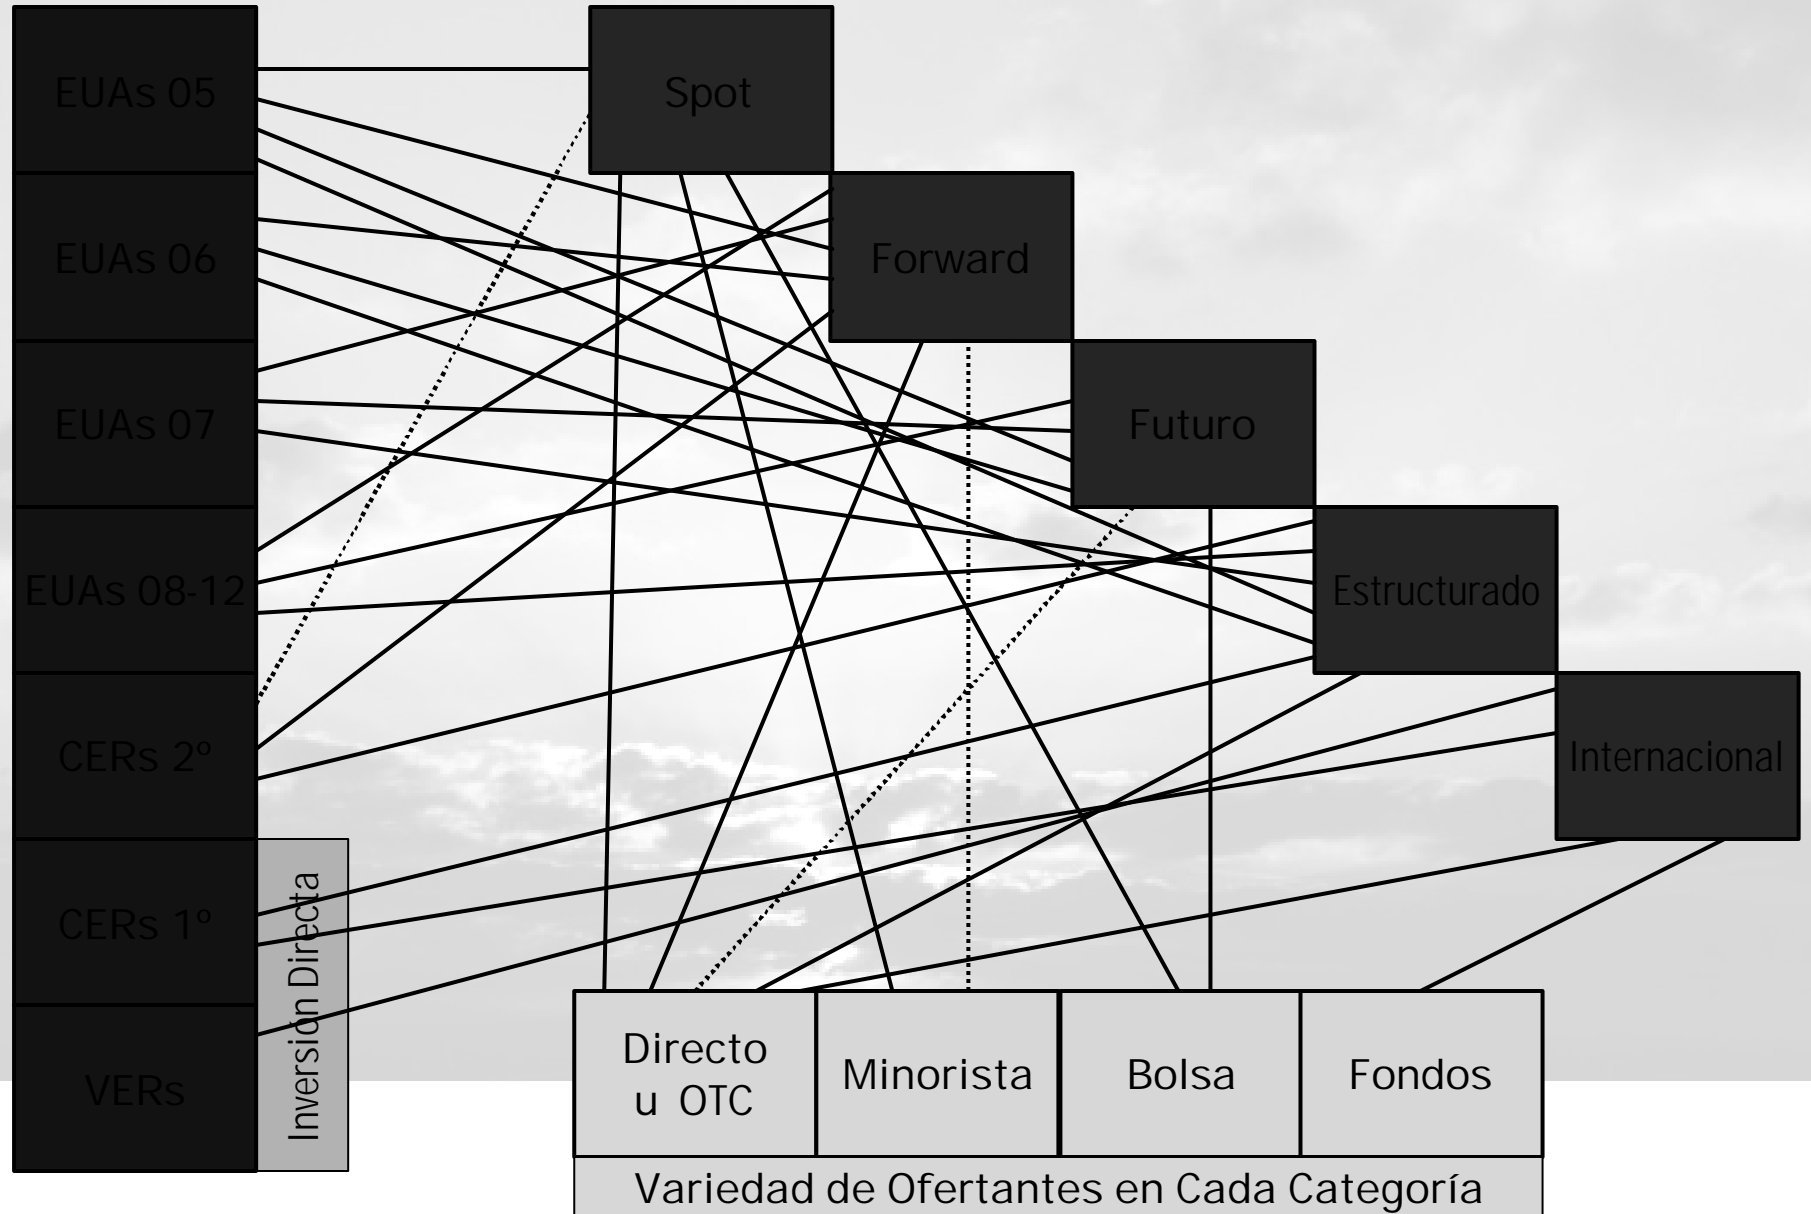 EUAs 05
EUAs 06
EUAs 07
EUAs 08-12
CERs 2º
CERs 1º
VERs
Inversión Directa
Spot
Forward
Futuro
Estructurado
Internacional
Directo
u OTC
Minorista
Bolsa
Fondos
Variedad de Ofertantes en Cada Categoría